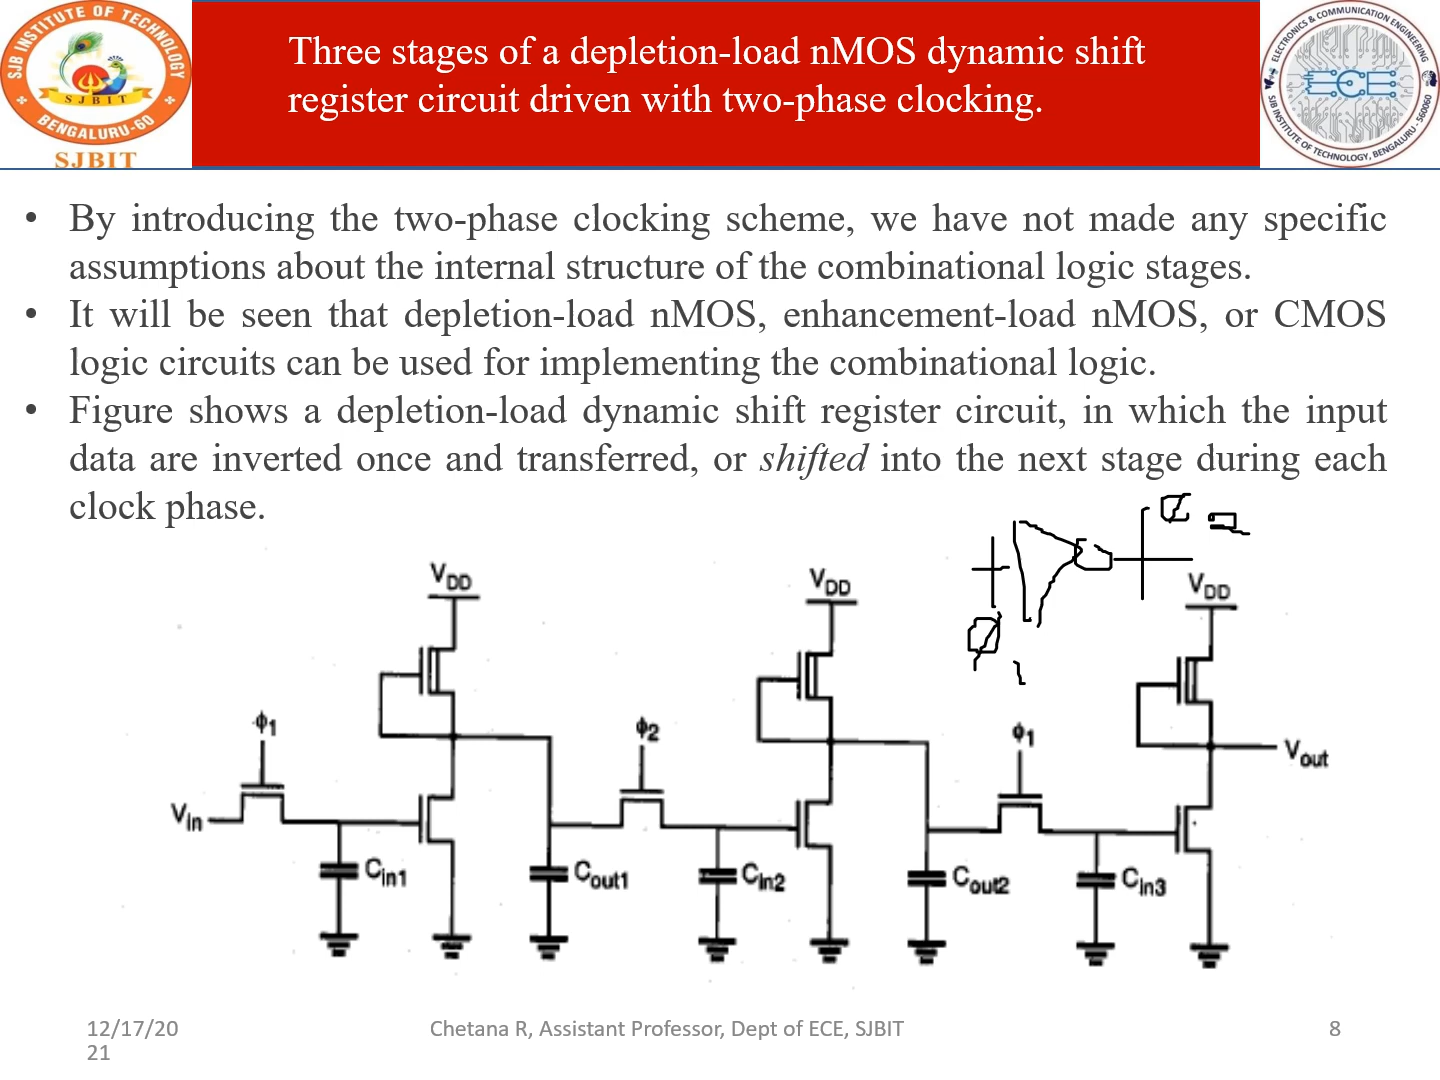 SJB INSTITUTE OF TECHNOLOGY
SJBIT
BENGALURU-60
SJBIT
Three stages of a depletion-load nMOS dynamic shift
register circuit driven with two-phase clocking.
ELECTRONICS & COMMUNICATION ENGINEERING
ECE
SJB INSTITUTE OF TECHNOLOGY, BENGALURU - 560060
• By introducing the two-phase clocking scheme, we have not made any specific
assumptions about the internal structure of the combinational logic stages.
• It will be seen that depletion-load nMOS, enhancement-load nMOS, or CMOS
logic circuits can be used for implementing the combinational logic.
• Figure shows a depletion-load dynamic shift register circuit, in which the input
data are inverted once and transferred, or shifted into the next stage during each
clock phase.
VDD
VDD
VDD
ϕ1
ϕ2
ϕ1
Vin
Vout
Cin1
Cout1
Cin2
Cout2
Cin3
12/17/20
21
Chetana R, Assistant Professor, Dept of ECE, SJBIT
8